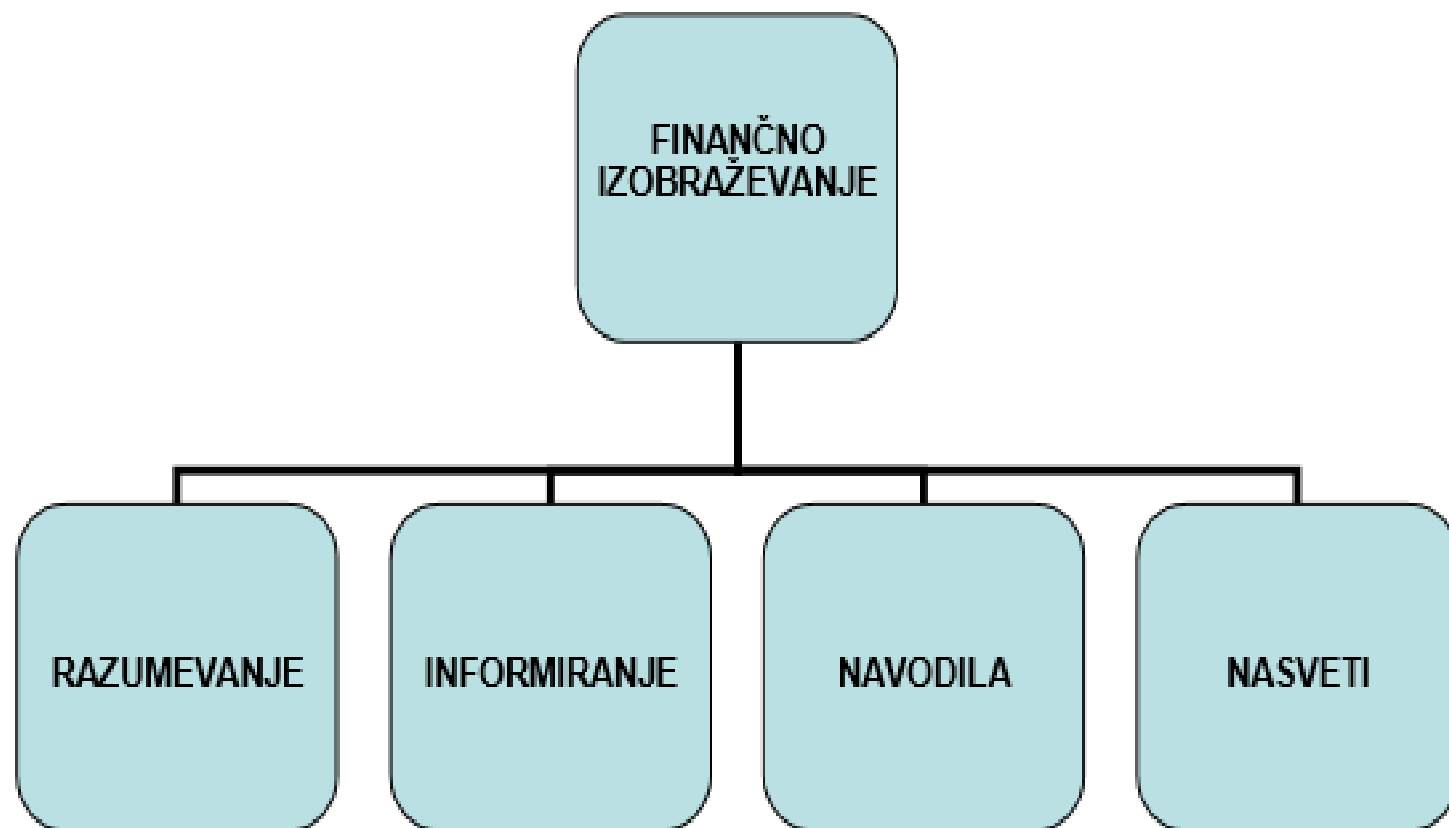 FINANČNO
IZOBRAŽEVANJE
RAZUMEVANJE
INFORMIRANJE
NAVODILA
NASVETI